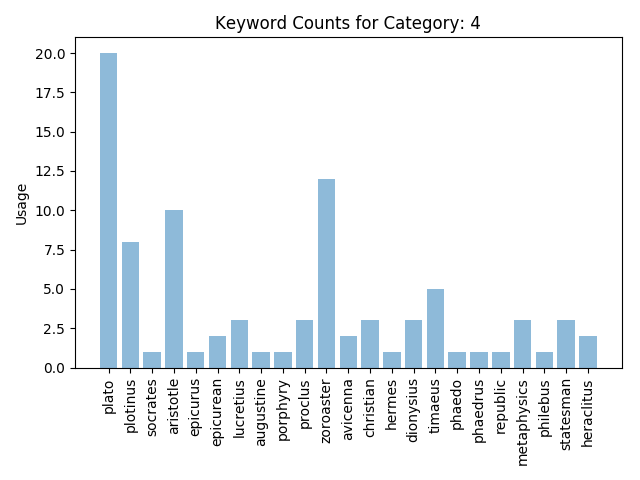 Keyword Counts for Category: 4
20.0
17.5
15.0
12.5
10.0
7.5
5.0
2.5
0.0
Usage
plato
plotinus
socrates
aristotle
epicurus
epicurean
lucretius
augustine
porphyry
proclus
zoroaster
avicenna
christian
hermes
dionysius
timaeus
phaedo
phaedrus
republic
metaphysics
philebus
statesman
heraclitus